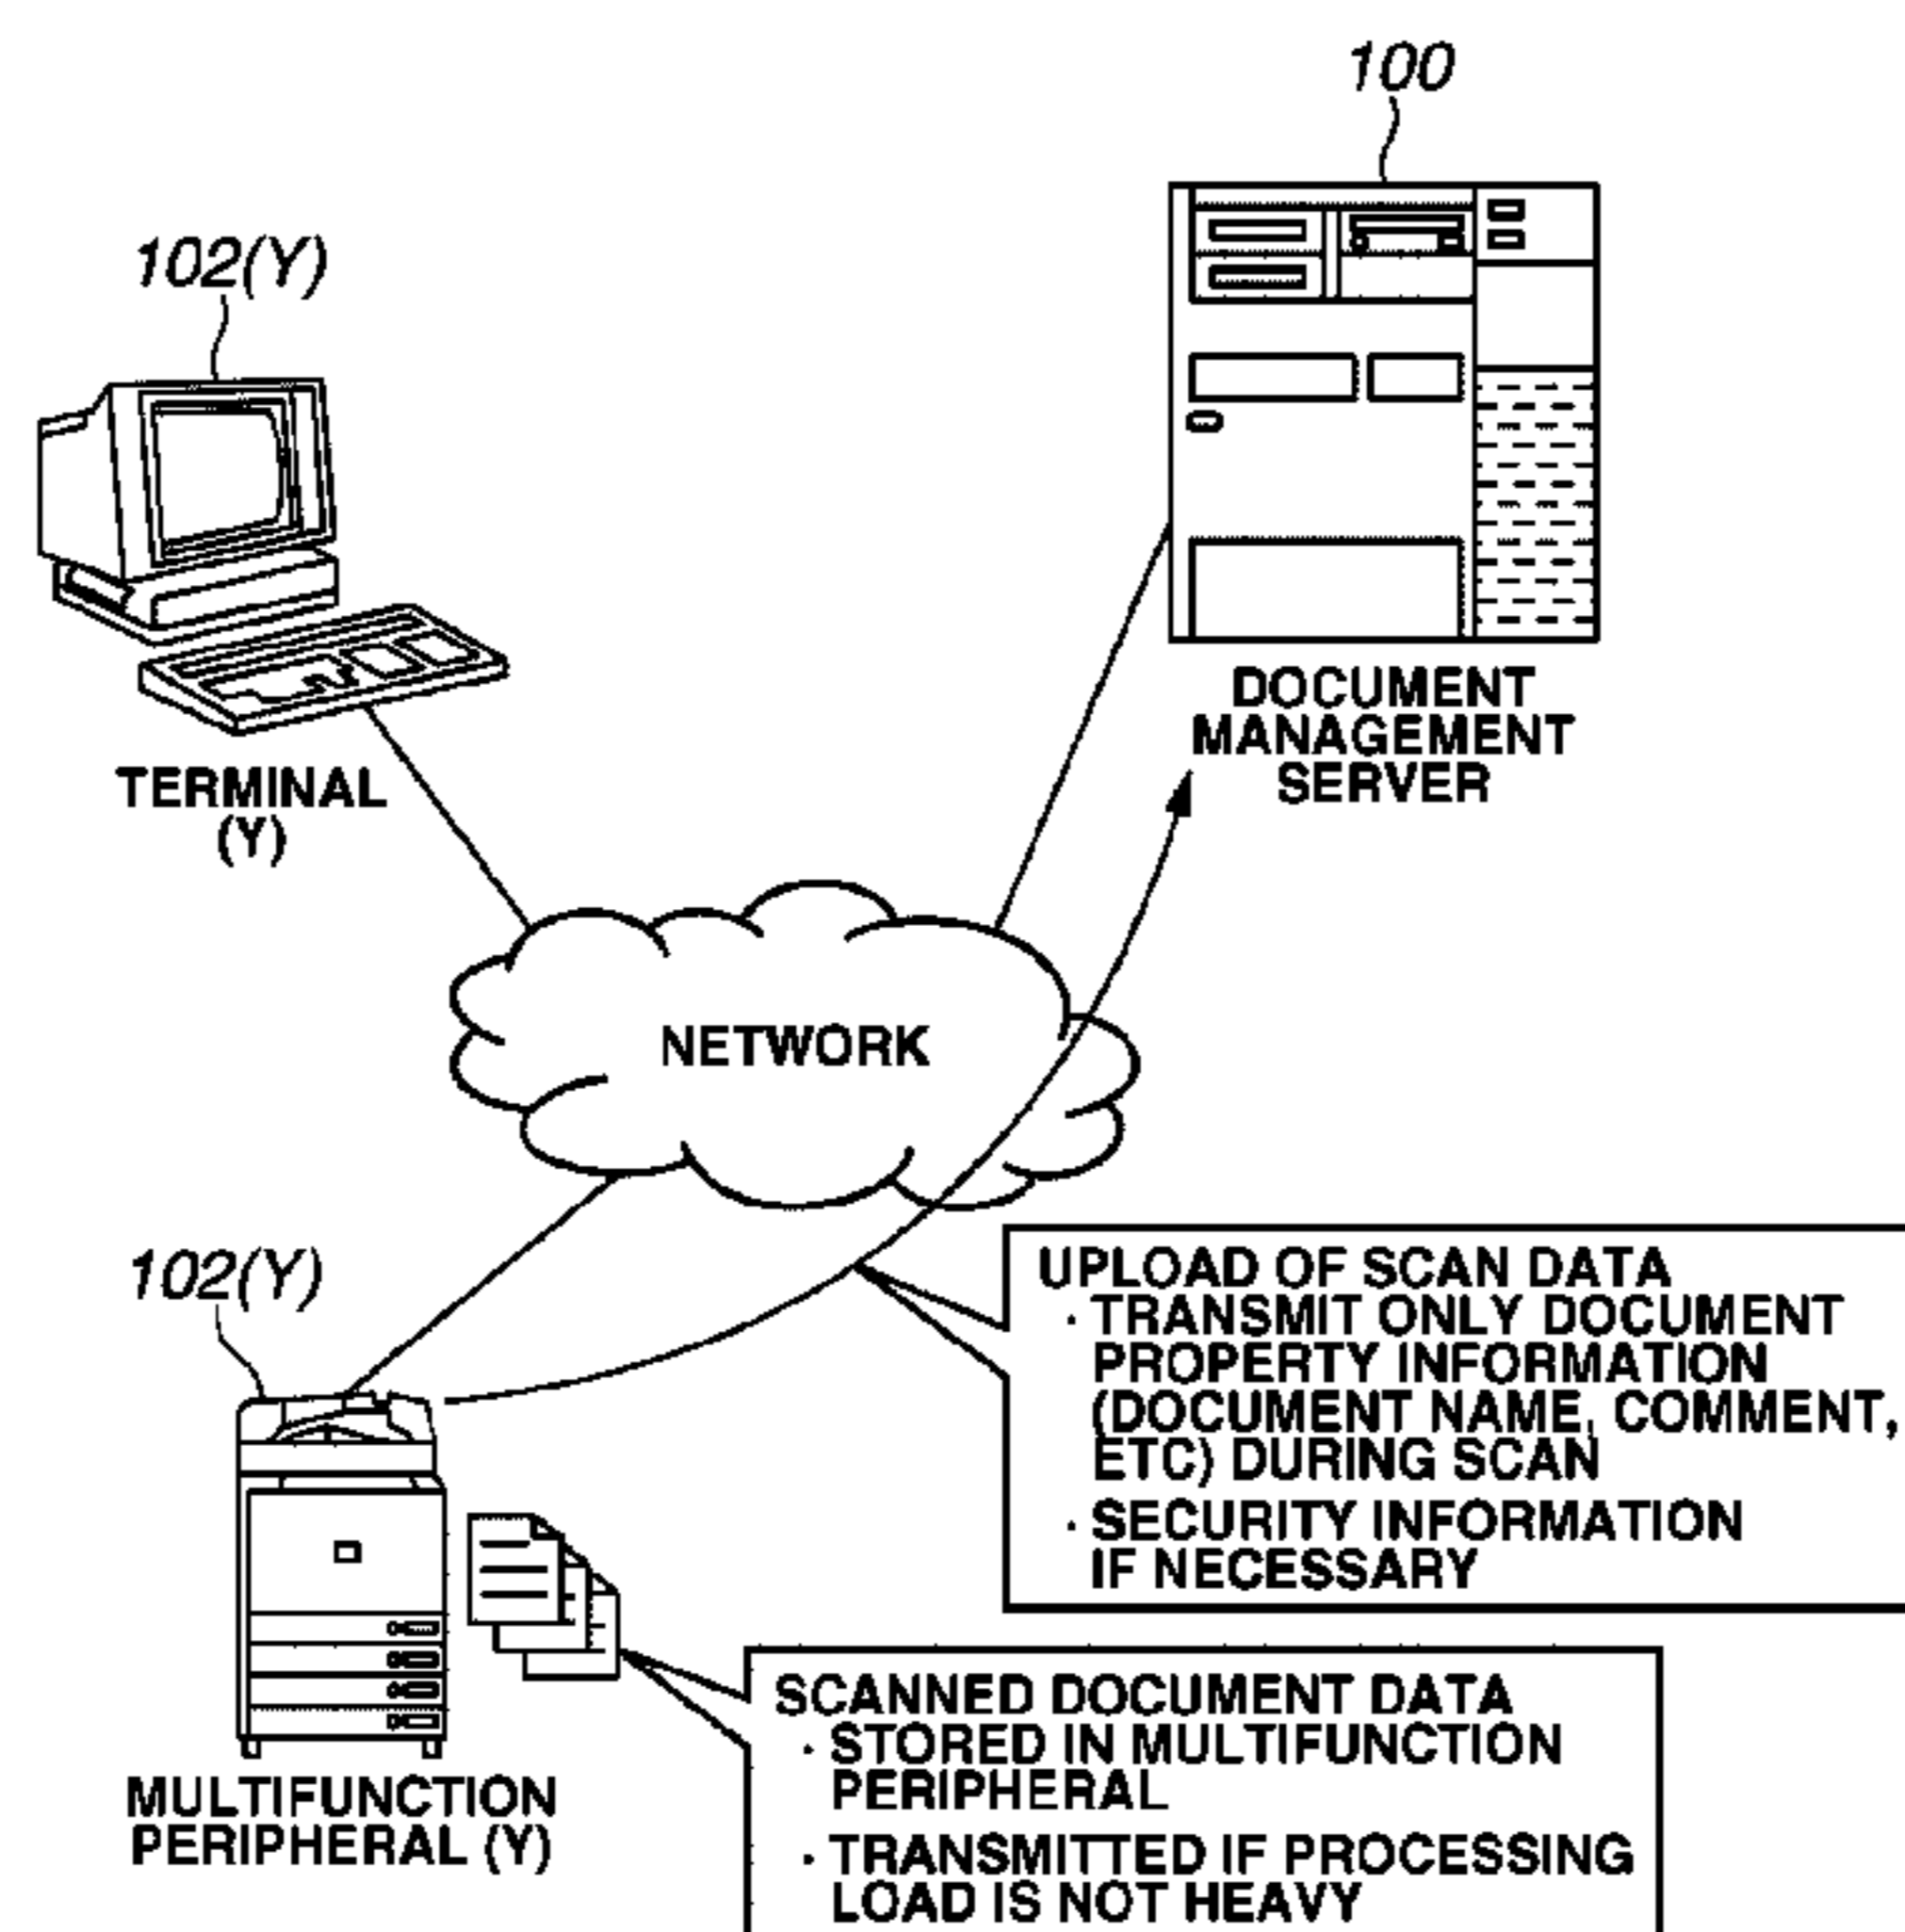 100
102(Y)
DOCUMENT
MANAGEMENT
SERVER
TERMINAL
(Y)
NETWORK
102(Y)
UPLOAD OF SCAN DATA
· TRANSMIT ONLY DOCUMENT
PROPERTY INFORMATION
(DOCUMENT NAME, COMMENT,
ETC) DURING SCAN
· SECURITY INFORMATION
IF NECESSARY
SCANNED DOCUMENT DATA
· STORED IN MULTIFUNCTION
PERIPHERAL
· TRANSMITTED IF PROCESSING
LOAD IS NOT HEAVY
MULTIFUNCTION
PERIPHERAL (Y)